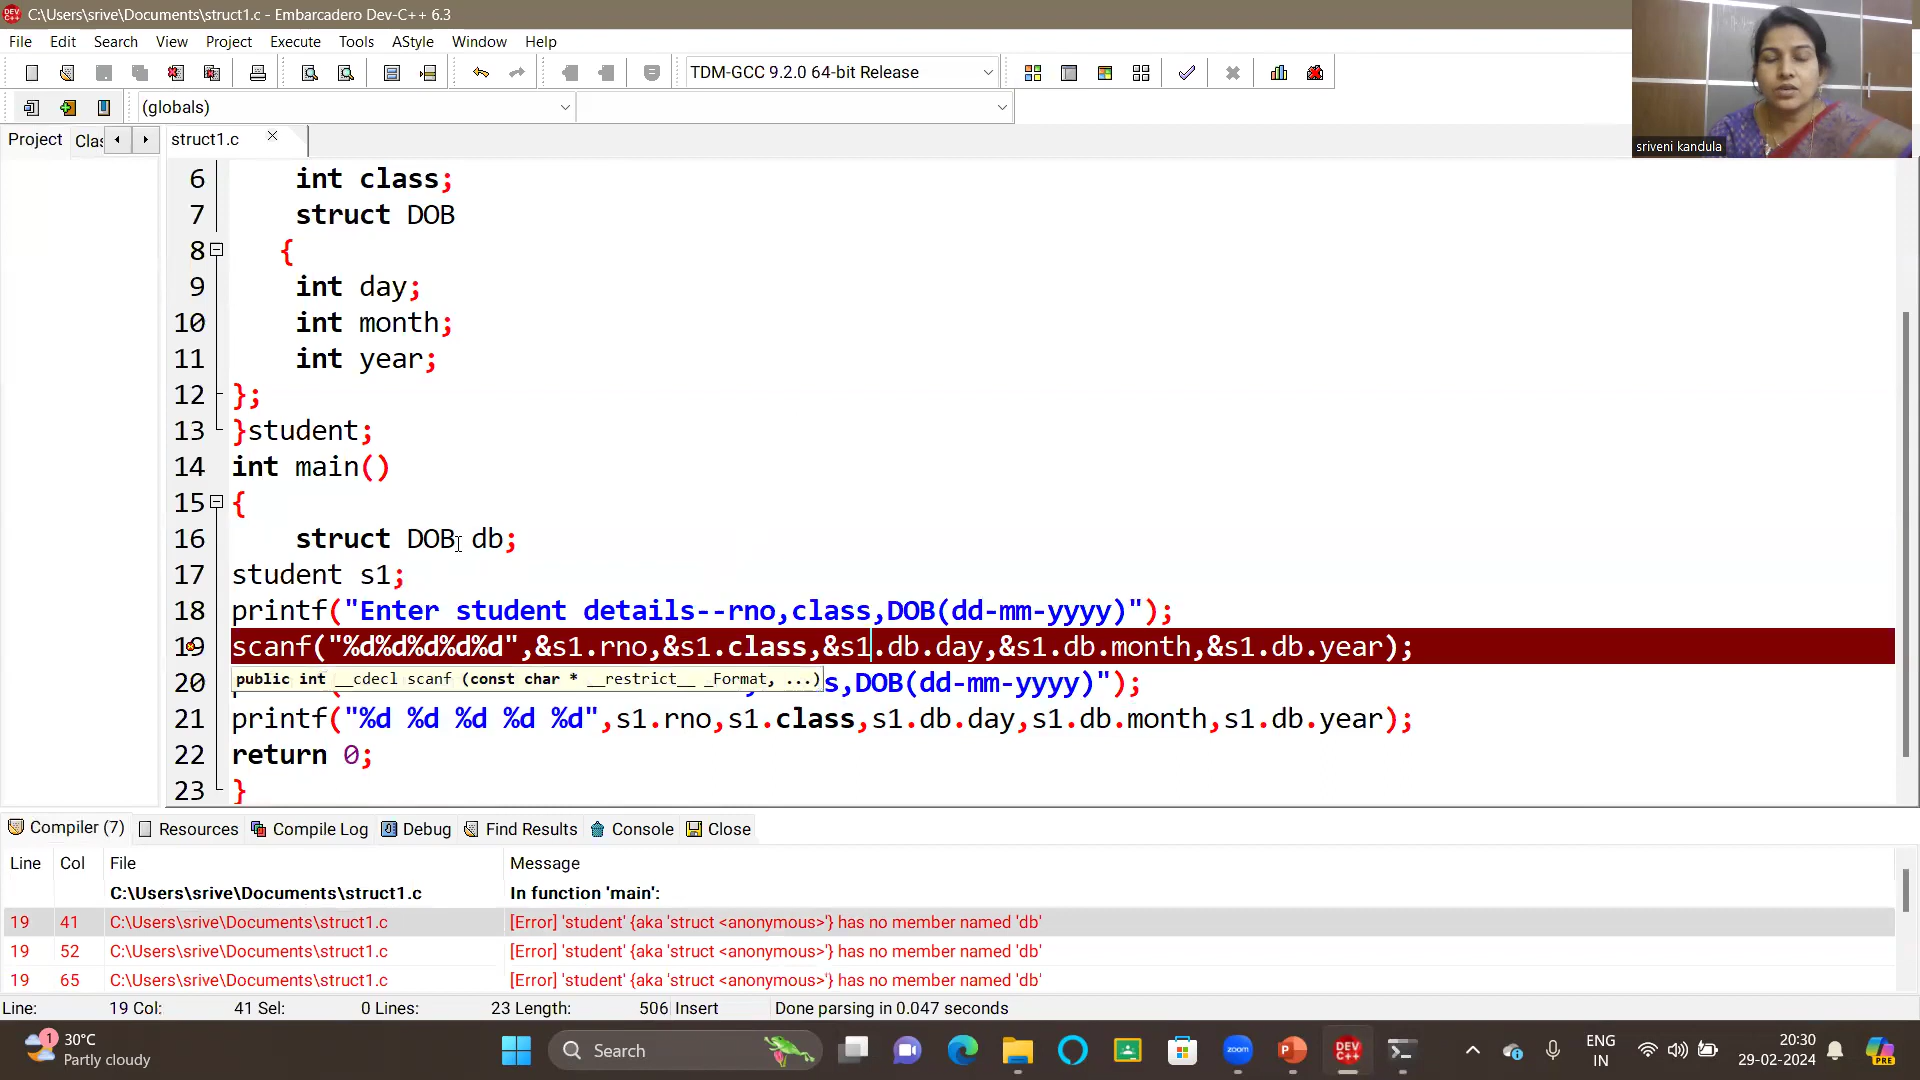 C:\Users\srive\Documents\struct1.c - Embarcadero Dev-C++ 6.3
File Edit Search View Project Execute Tools AStyle Window Help
TDM-GCC 9.2.0 64-bit Release
(globals)
Project Clas struct1.c
sriveni kandula
6 int class;
7 struct DOB
8 {
9 int day;
10 int month;
11 int year;
12 };
13 }student;
14 int main()
15 {
16 struct DOB db;
17 student s1;
18 printf("Enter student details--rno,class,DOB(dd-mm-yyyy)");
19 scanf("%d%d%d%d%d",&s1.rno,&s1.class,&s1.db.day,&s1.db.month,&s1.db.year);
20 s,DOB(dd-mm-yyyy)");
public int __cdecl scanf (const char * __restrict__ _Format, ...)
21 printf("%d %d %d %d %d",s1.rno,s1.class,s1.db.day,s1.db.month,s1.db.year);
22 return 0;
23 }
Compiler (7) Resources Compile Log Debug Find Results Console Close
Line Col File Message
C:\Users\srive\Documents\struct1.c In function 'main':
19 41 C:\Users\srive\Documents\struct1.c [Error] 'student' {aka 'struct <anonymous>'} has no member named 'db'
19 52 C:\Users\srive\Documents\struct1.c [Error] 'student' {aka 'struct <anonymous>'} has no member named 'db'
19 65 C:\Users\srive\Documents\struct1.c [Error] 'student' {aka 'struct <anonymous>'} has no member named 'db'
Line: 19 Col: 41 Sel: 0 Lines: 23 Length: 506 Insert Done parsing in 0.047 seconds
1 30°C
Partly cloudy
Search
zoom
DEV C++
PRE
ENG
IN
20:30
29-02-2024